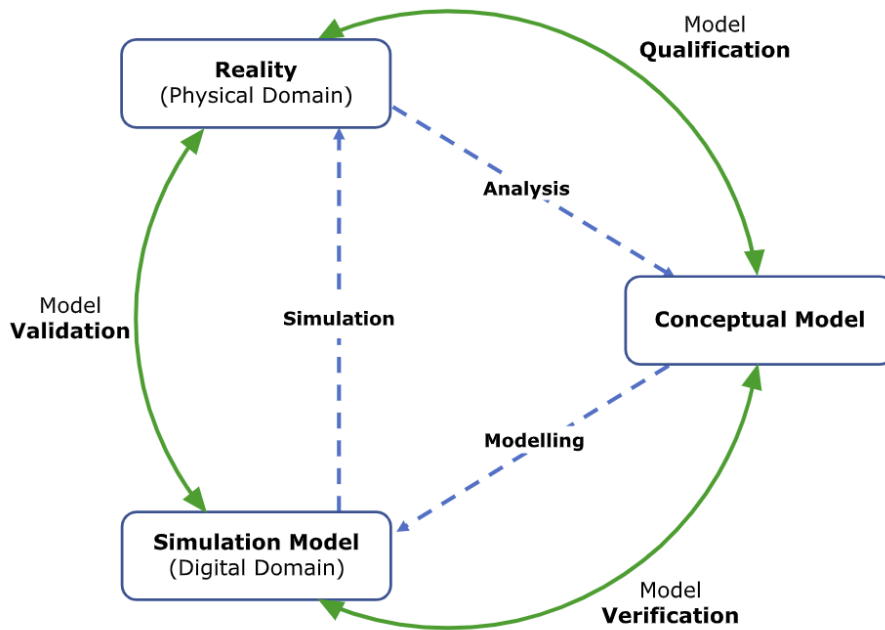 Model
Qualification
Reality
(Physical Domain)
Analysis
Model
Validation
Simulation
Conceptual Model
Modelling
Simulation Model
(Digital Domain)
Model
Verification